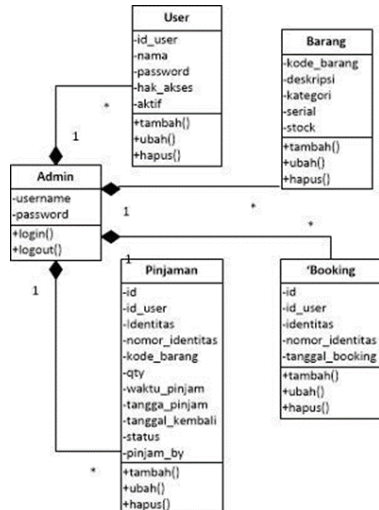 User
-id_user
-nama
-password
-hak_akses
-aktif
+tambah()
+ubah()
+hapus()
Barang
-kode_barang
-deskripsi
-kategori
-serial
-stock
+tambah()
+ubah()
+hapus()
*
1
Admin
-username
-password
+login()
+logout()
1
*
*
1
1
*
Pinjaman
-id
-id_user
-Identitas
-nomor_identitas
-kode_barang
-qty
-waktu_pinjam
-tangga_pinjam
-tanggal_kembali
-status
-pinjam_by
+tambah()
+ubah()
+hapus()
'Booking
-id
-id_user
-identitas
-nomor_identitas
-tanggal_booking
+tambah()
+ubah()
+hapus()